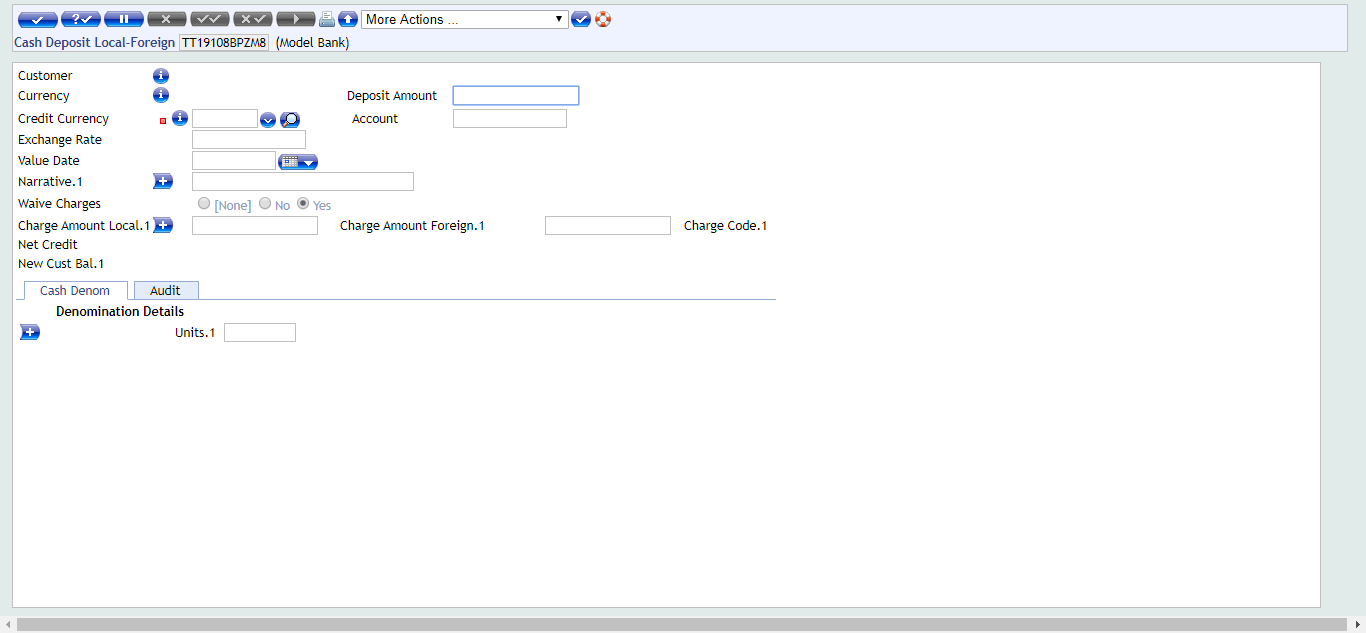 ? More Actions ...
Cash Deposit Local-Foreign TT19108BPZM8 (Model Bank)
Customer
Currency Deposit Amount
Credit Currency Account
Exchange Rate
Value Date
Narrative.1
Waive Charges [None] No Yes
Charge Amount Local.1 Charge Amount Foreign.1 Charge Code.1
Net Credit
New Cust Bal.1
Cash Denom Audit
Denomination Details
Units.1